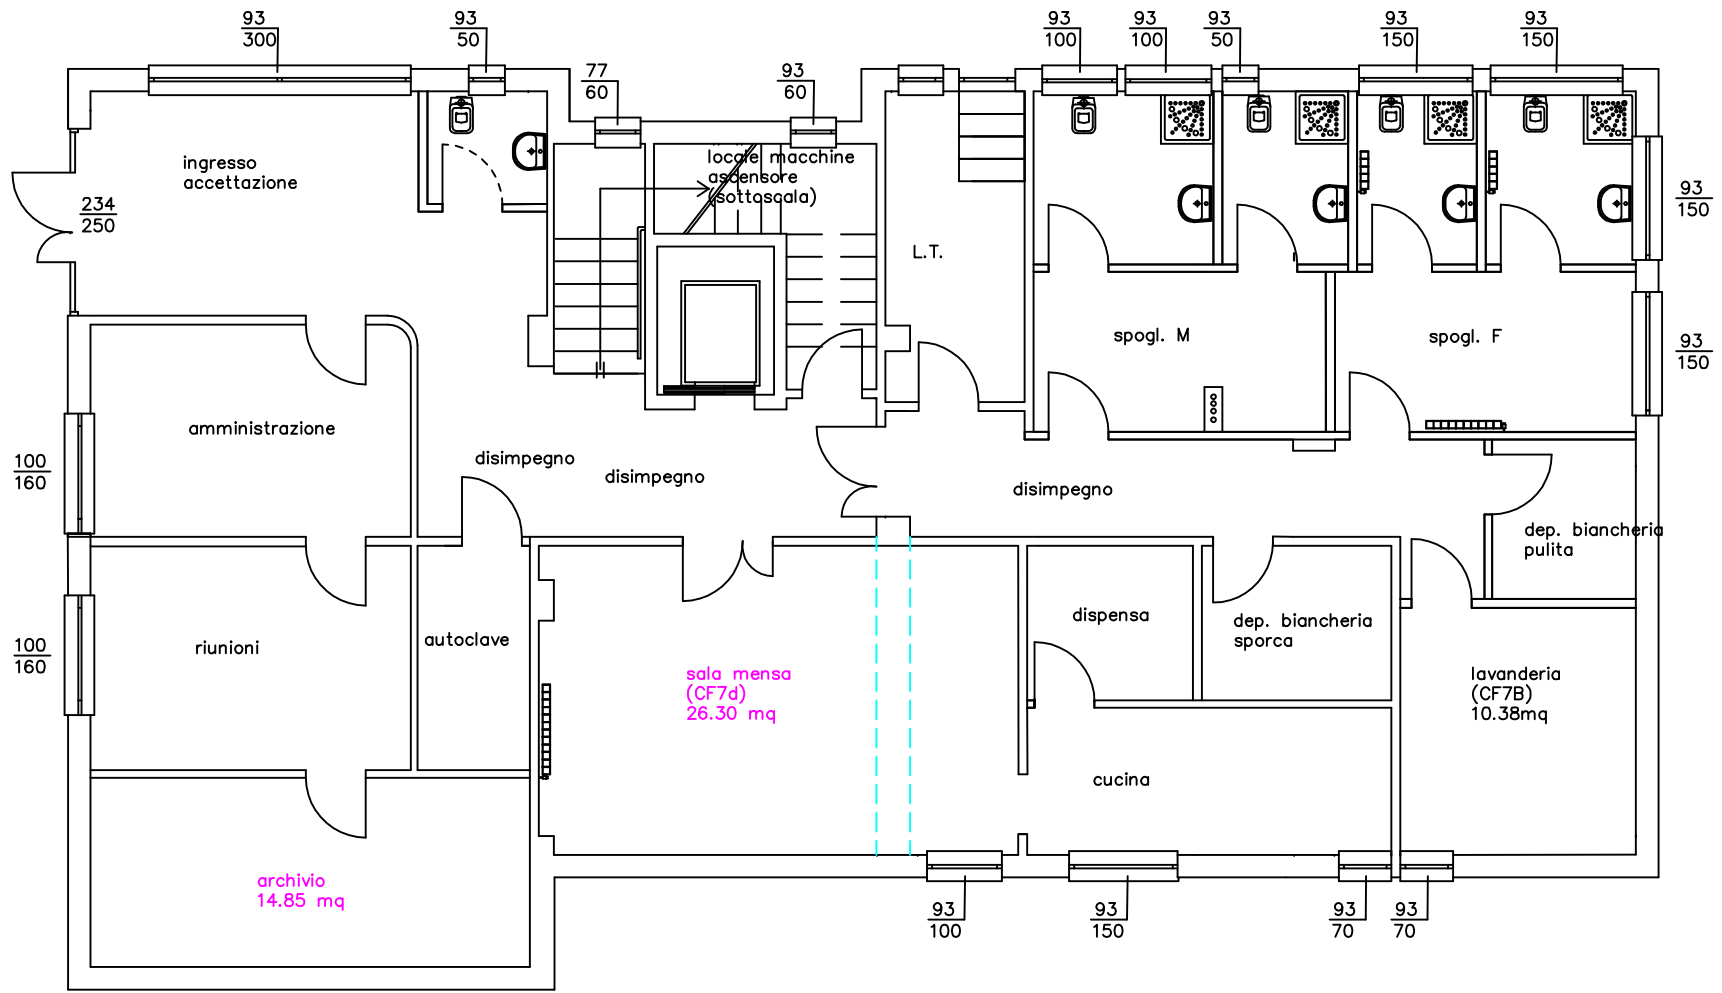 93
300
93
50
93
100
93
100
93
50
93
150
93
150
77
60
93
60
ingresso
accettazione
locale macchine
ascensore
(sottoscala)
234
250
93
150
L.T.
spogl. M
spogl. F
93
150
amministrazione
disimpegno
disimpegno
disimpegno
100
160
dep. biancheria
pulita
riunioni
autoclave
dispensa
dep. biancheria
sporca
100
160
sala mensa
(CF7d)
26.30 mq
lavanderia
(CF7B)
10.38mq
cucina
archivio
14.85 mq
93
100
93
150
93
70
93
70